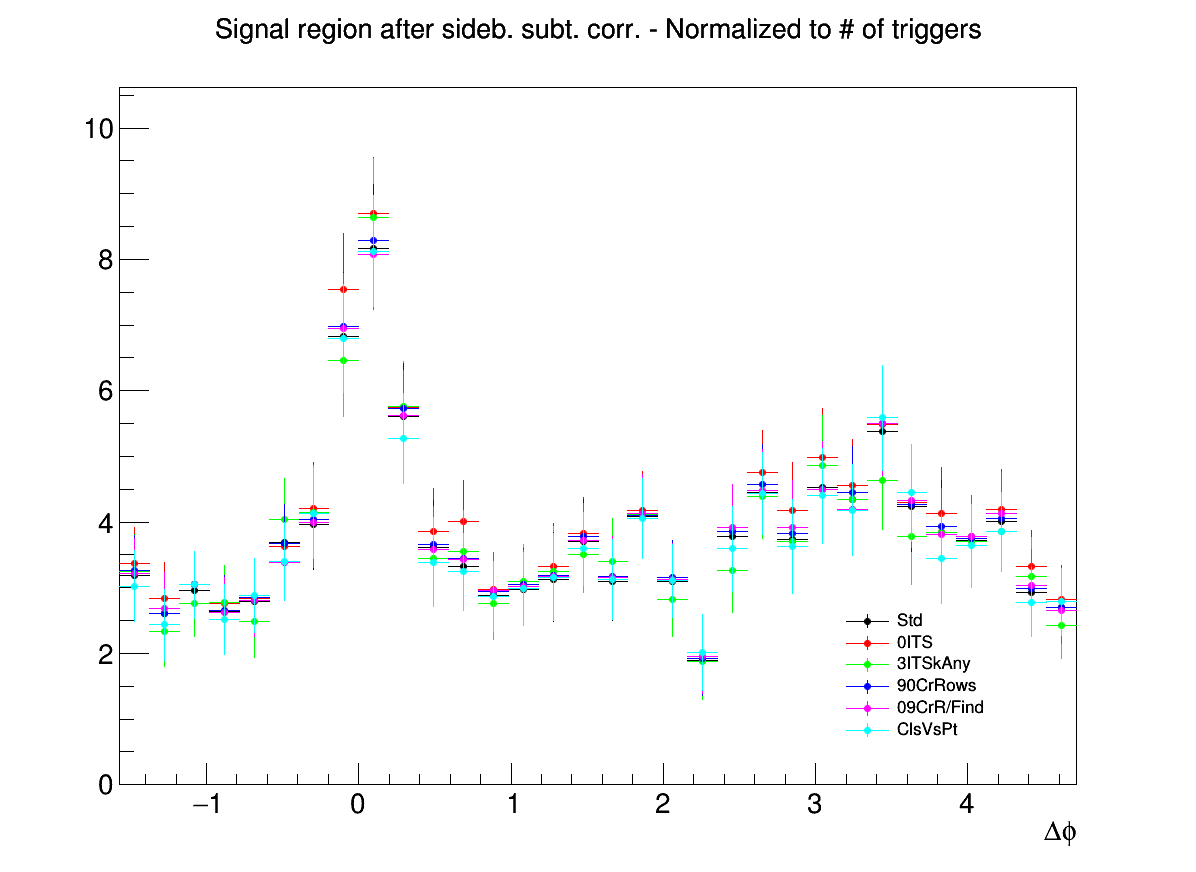 Signal region after sideb. subt. corr. - Normalized to # of triggers
10
8
6
4
2
0
−1 0 1 2 3 4
Δϕ
Std
0ITS
3ITSkAny
90CrRows
09CrR/Find
ClsVsPt